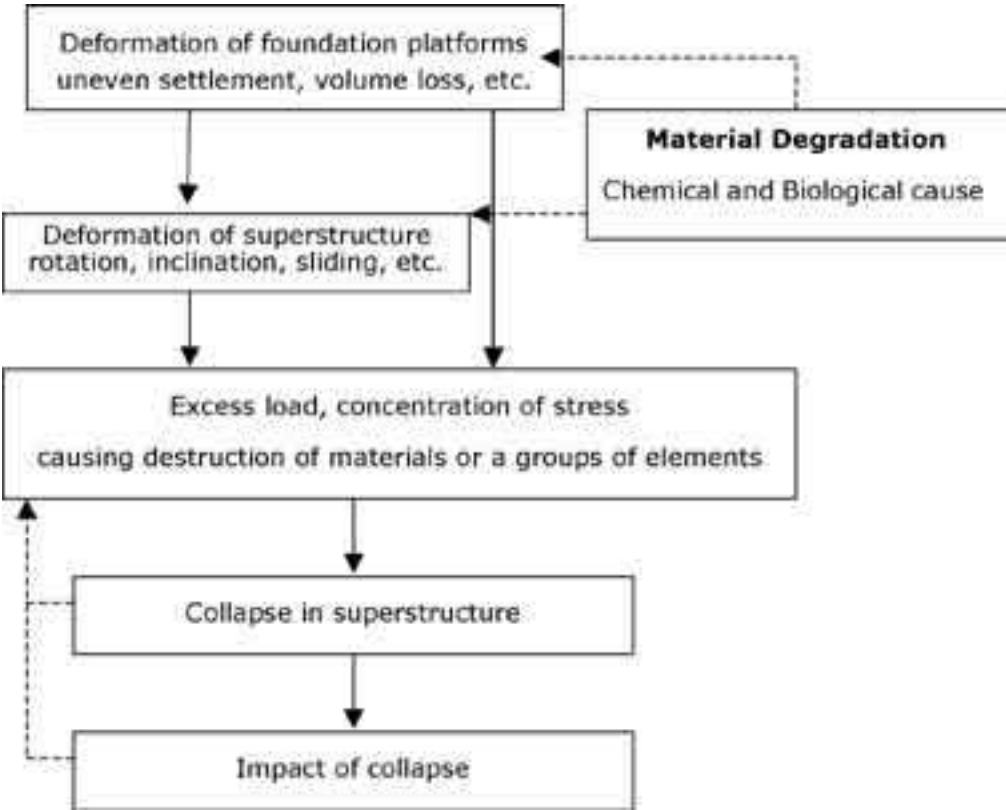 Deformation of foundation platforms
uneven settlement, volume loss, etc.
Material Degradation
Chemical and Biological cause
Deformation of superstructure
rotation, inclination, sliding, etc.
Excess load, concentration of stress
causing destruction of materials or a groups of elements
Collapse in superstructure
Impact of collapse